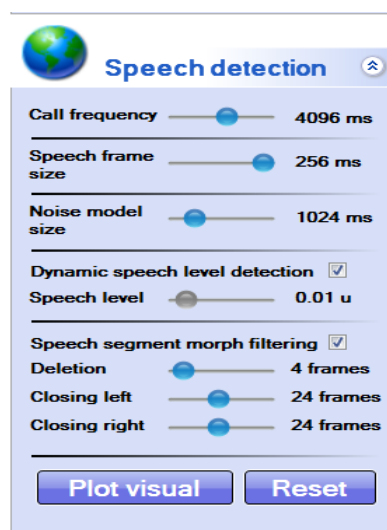 Speech detection
Call frequency 4096 ms
Speech frame
size 256 ms
Noise model
size 1024 ms
Dynamic speech level detection
Speech level 0.01 u
Speech segment morph filtering
Deletion 4 frames
Closing left 24 frames
Closing right 24 frames
Plot visual Reset